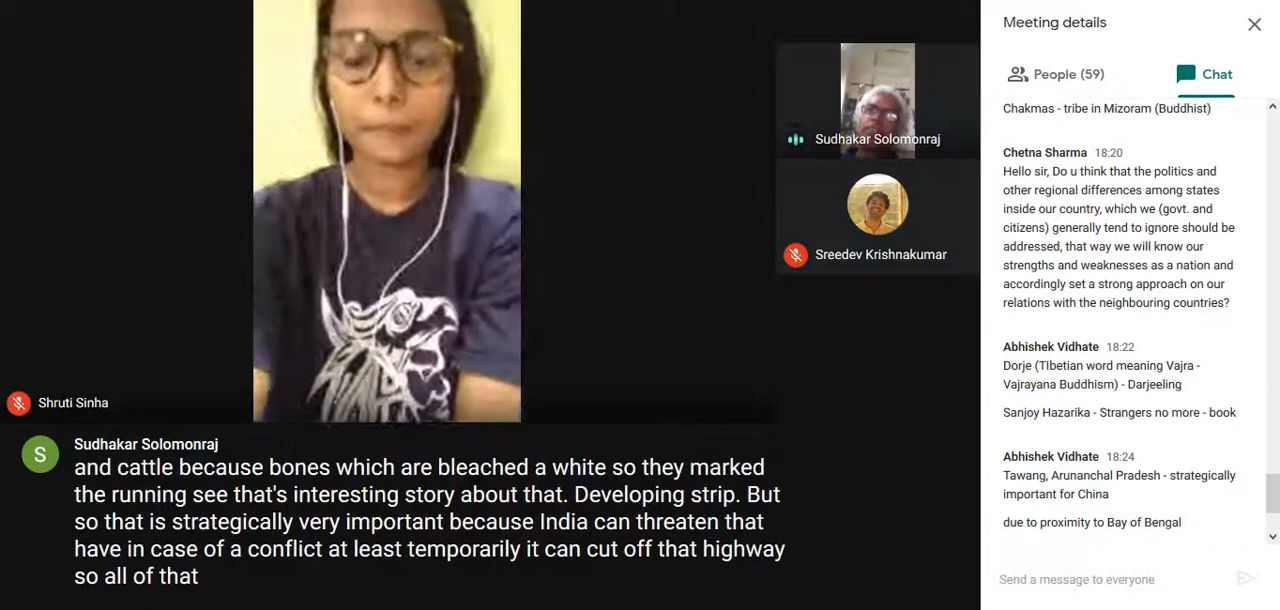 Meeting details
People (59)
Chat
Chakmas - tribe in Mizoram (Buddhist)
Chetna Sharma 18:20
Hello sir, Do u think that the politics and
other regional differences among states
inside our country, which we (govt. and
citizens) generally tend to ignore should be
addressed, that way we will know our
strengths and weaknesses as a nation and
accordingly set a strong approach on our
relations with the neighbouring countries?
Abhishek Vidhate 18:22
Dorje (TIbetian word meaning Vajra -
Vajrayana Buddhism) - Darjeeling
Sanjoy Hazarika - Strangers no more - book
Abhishek Vidhate 18:24
Tawang, Arunanchal Pradesh - strategically
important for China
due to proximity to Bay of Bengal
Send a message to everyone
Sudhakar Solomonraj
Sreedev Krishnakumar
Shruti Sinha
S
Sudhakar Solomonraj
and cattle because bones which are bleached a white so they marked
the running see that's interesting story about that. Developing strip. But
so that is strategically very important because India can threaten that
have in case of a conflict at least temporarily it can cut off that highway
so all of that